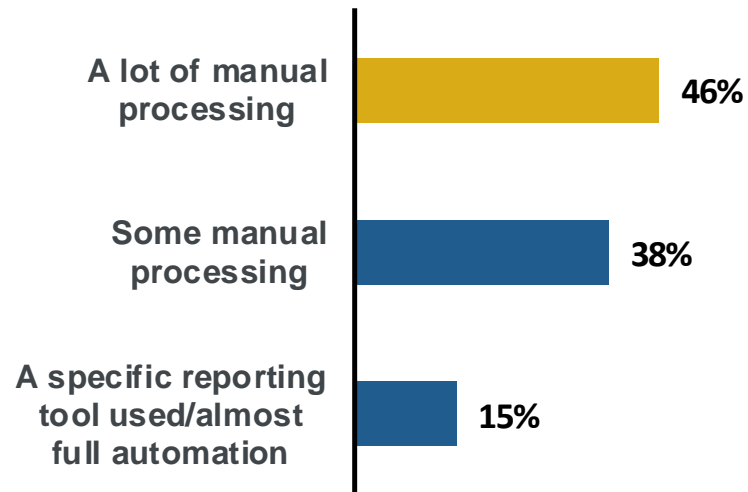 A lot of manual
processing
46%
Some manual
processing
38%
A specific reporting
tool used/almost
full automation
15%